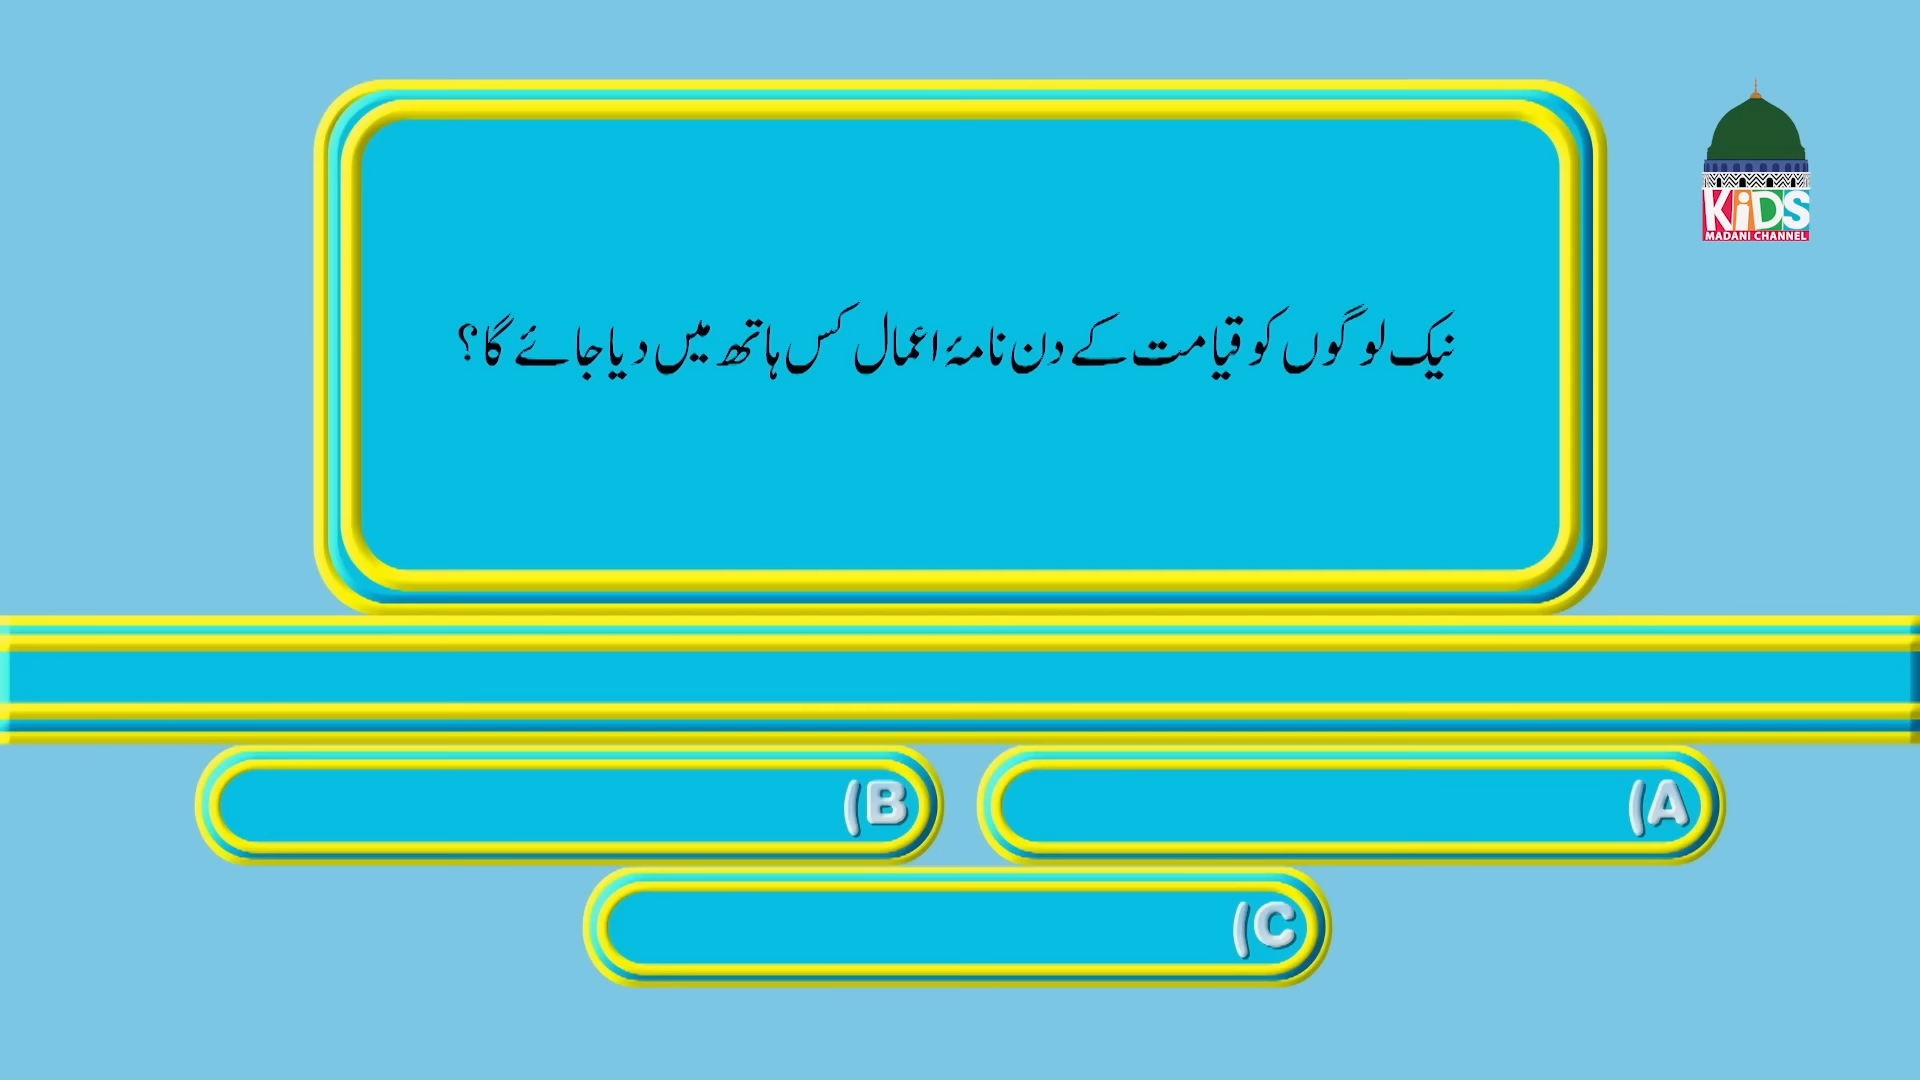 KiDS
MADANI CHANNEL
نیک لوگوں کو قیامت کے دن نامۂ اعمال کس ہاتھ میں دیا جائے گا؟
(A
(B
(C